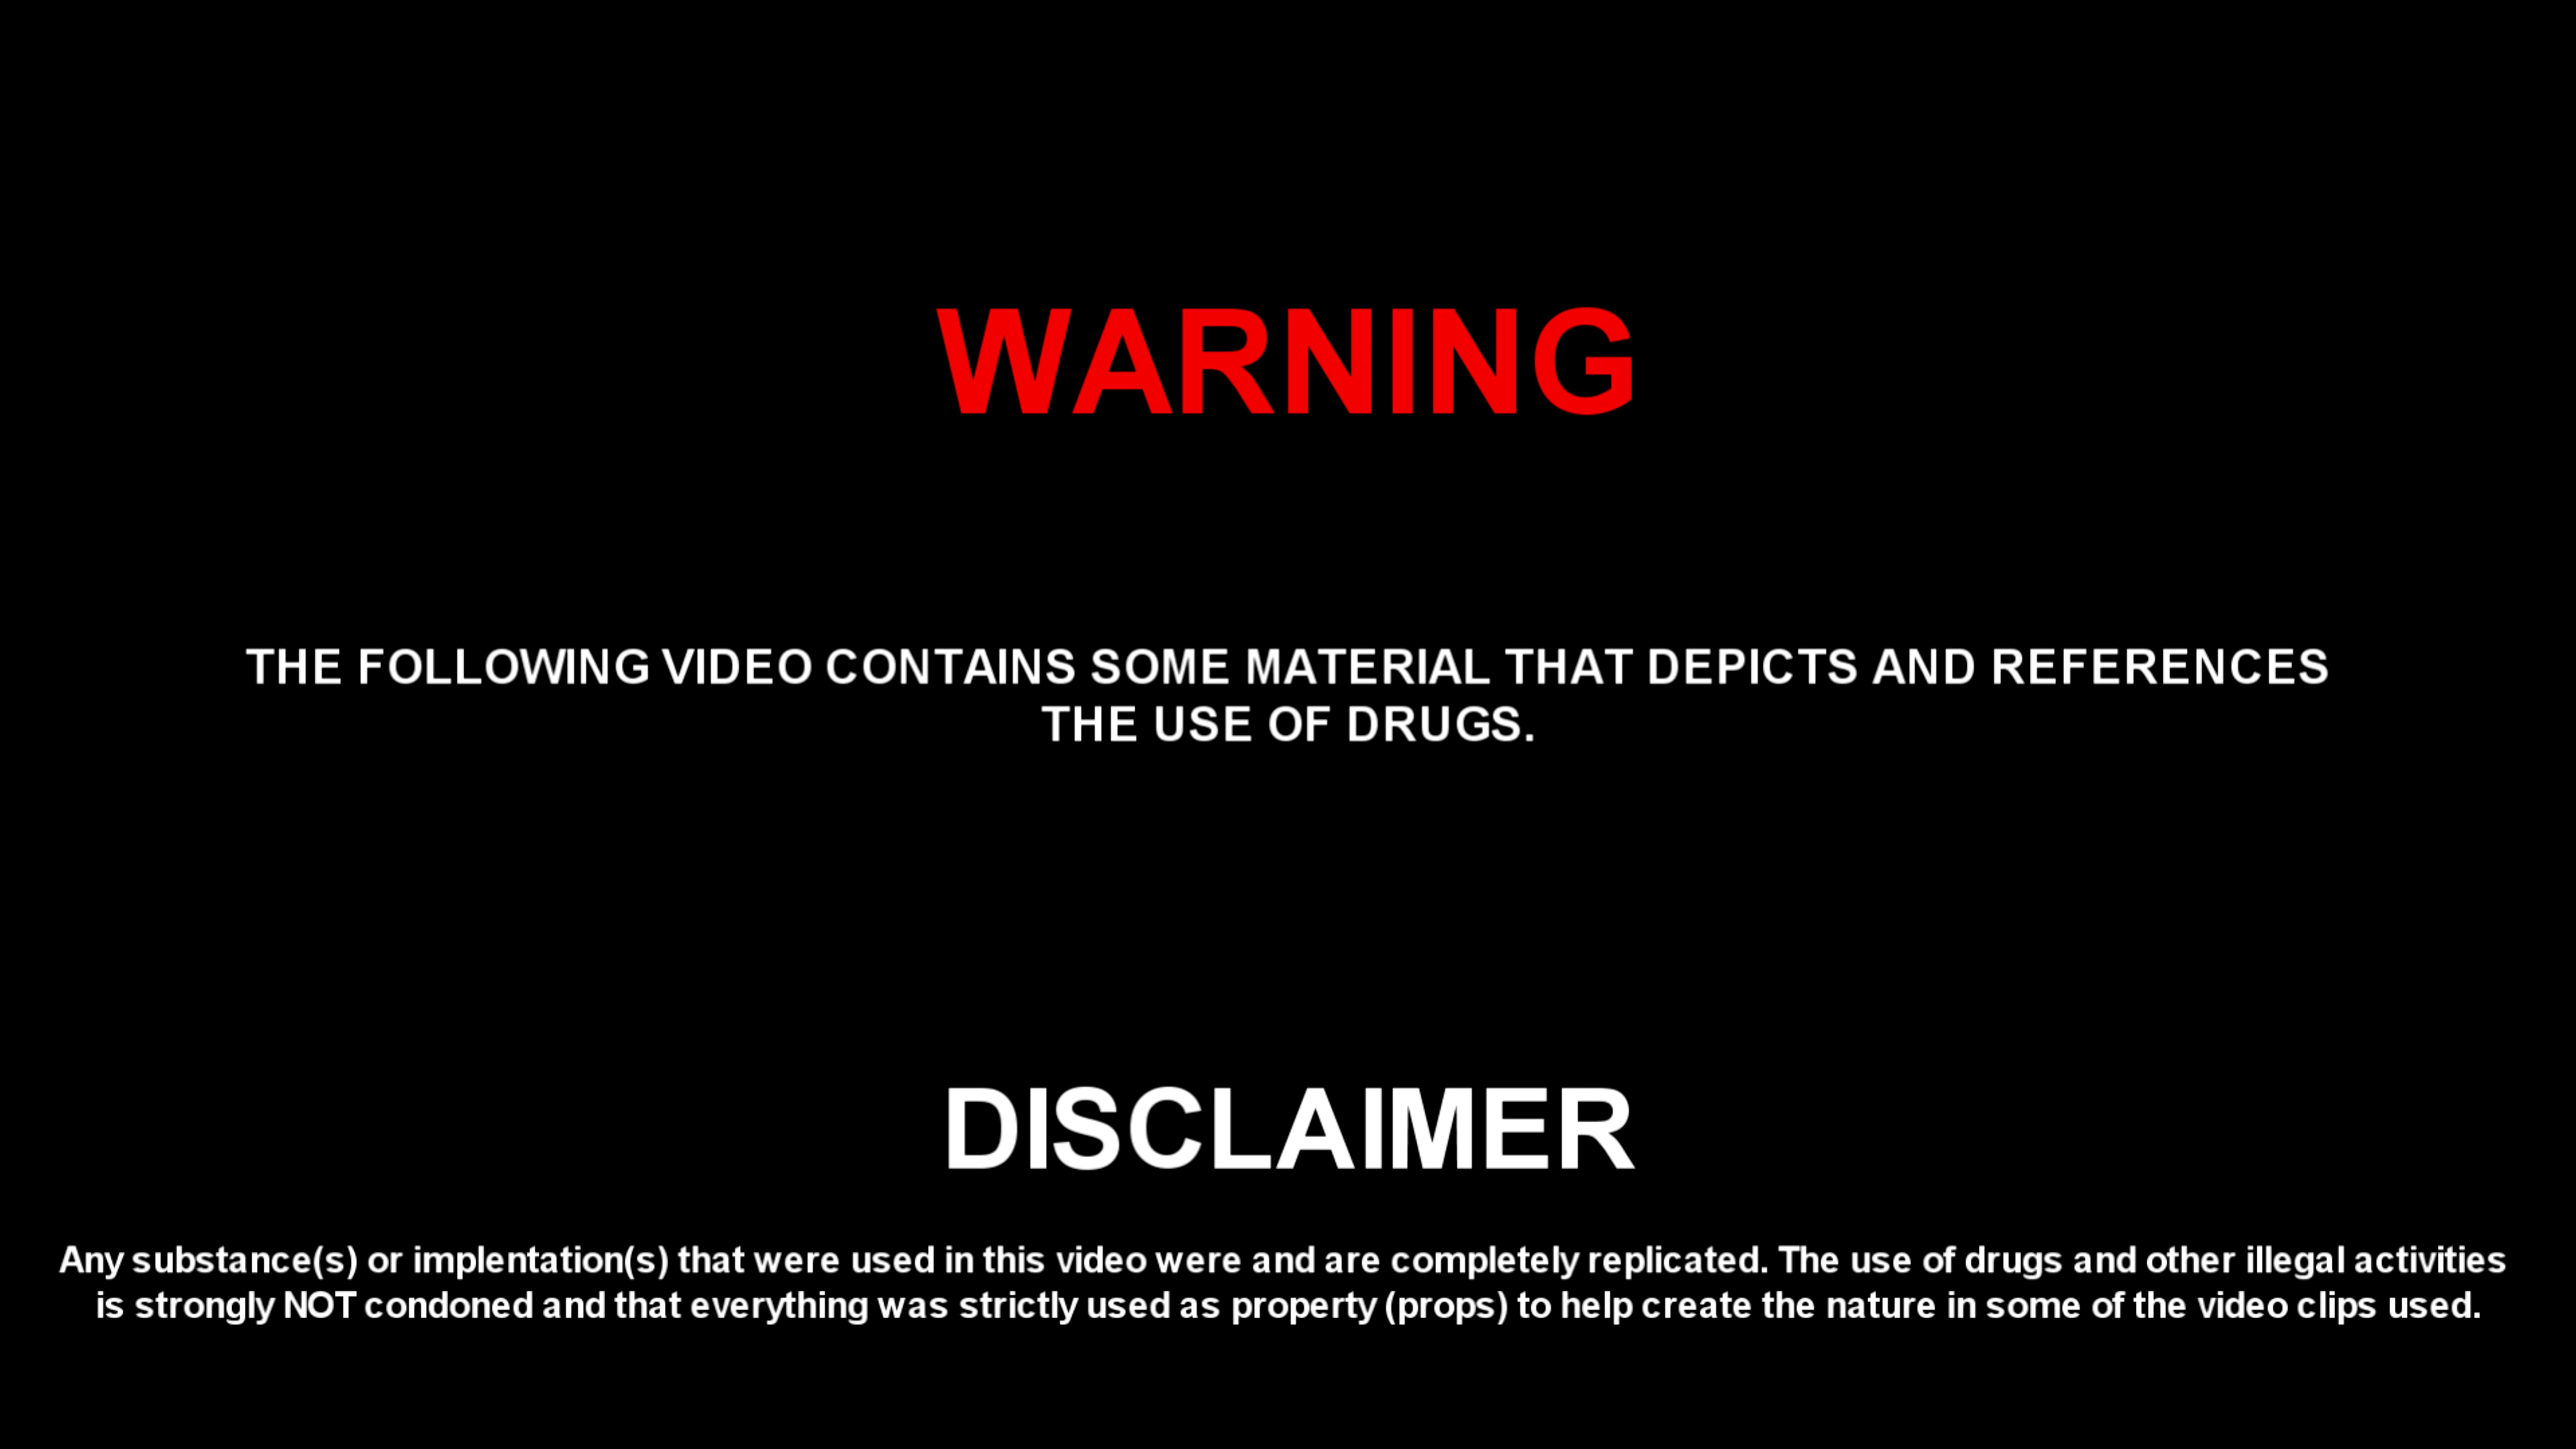 WARNING
THE FOLLOWING VIDEO CONTAINS SOME MATERIAL THAT DEPICTS AND REFERENCES
THE USE OF DRUGS.
DISCLAIMER
Any substance(s) or implentation(s) that were used in this video were and are completely replicated. The use of drugs and other illegal activities
is strongly NOT condoned and that everything was strictly used as property (props) to help create the nature in some of the video clips used.